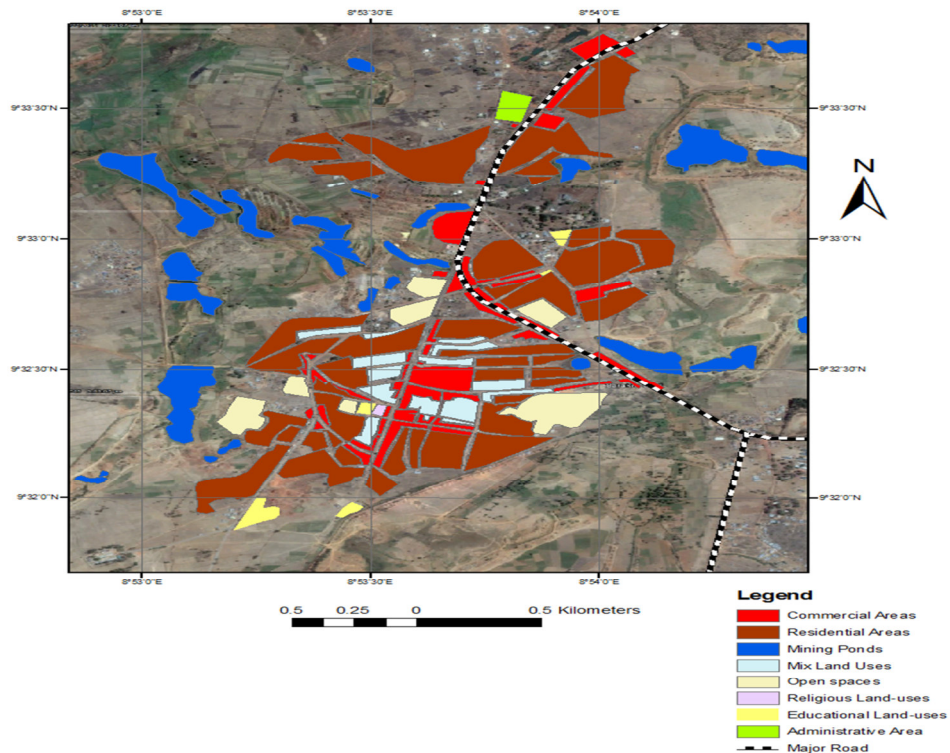 8°53'0"E 8°53'30"E 8°54'0"E
9°33'30"N 9°33'30"N
N
9°33'0"N 9°33'0"N
9°32'30"N 9°32'30"N
9°32'0"N 9°32'0"N
8°53'0"E 8°53'30"E 8°54'0"E
0.5 0.25 0 0.5 Kilometers
Legend
Commercial Areas
Residential Areas
Mining Ponds
Mix Land Uses
Open spaces
Religious Land-uses
Educational Land-uses
Administrative Area
Major Road